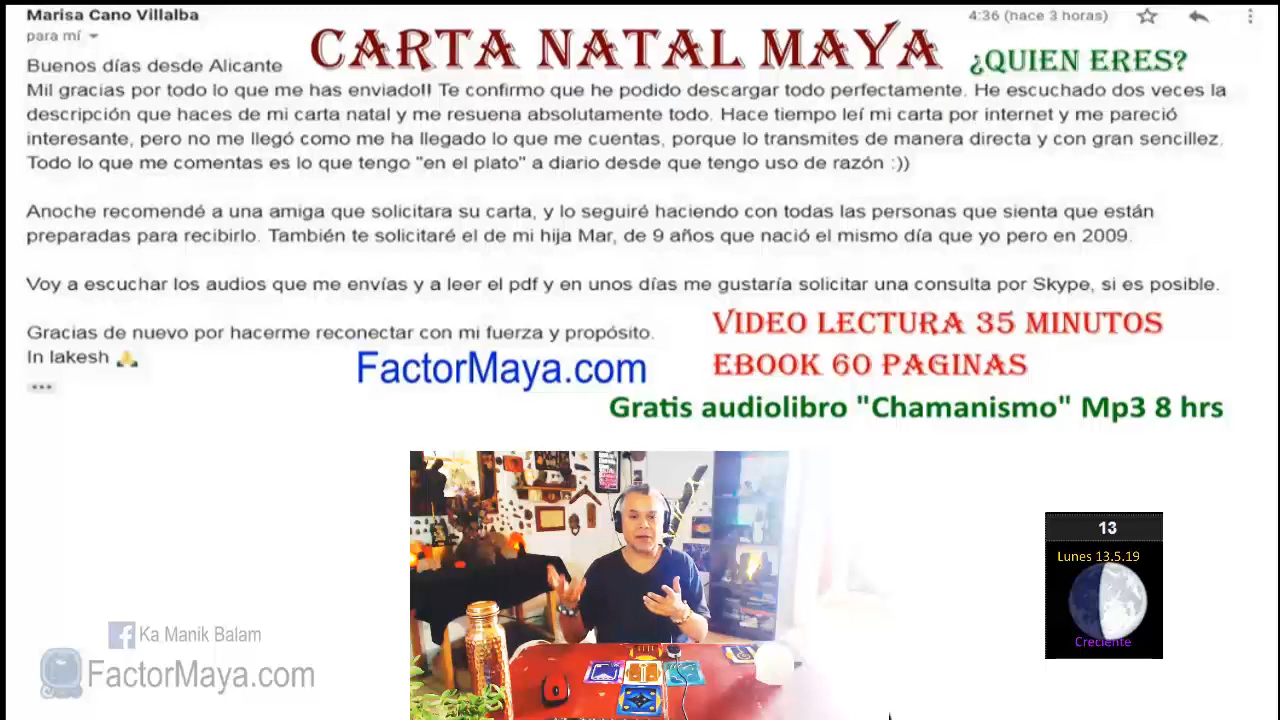 Marisa Cano Villalba
4:36 (hace 3 horas)
para mí
CARTA NATAL MAYA
¿QUIEN ERES?
Buenos días desde Alicante
Mil gracias por todo lo que me has enviado!! Te confirmo que he podido descargar todo perfectamente. He escuchado dos veces la
descripción que haces de mi carta natal y me resuena absolutamente todo. Hace tiempo leí mi carta por internet y me pareció
interesante, pero no me llegó como me ha llegado lo que me cuentas, porque lo transmites de manera directa y con gran sencillez.
Todo lo que me comentas es lo que tengo "en el plato" a diario desde que tengo uso de razón :))
Anoche recomendé a una amiga que solicitara su carta, y lo seguiré haciendo con todas las personas que sienta que están
preparadas para recibirlo. También te solicitaré el de mi hija Mar, de 9 años que nació el mismo día que yo pero en 2009.
Voy a escuchar los audios que me envías y a leer el pdf y en unos días me gustaría solicitar una consulta por Skype, si es posible.
Gracias de nuevo por hacerme reconectar con mi fuerza y propósito.
In lakesh 🙏
VIDEO LECTURA 35 MINUTOS
EBOOK 60 PAGINAS
FactorMaya.com
Gratis audiolibro "Chamanismo" Mp3 8 hrs
13
Lunes 13.5.19
Creciente
Ka Manik Balam
FactorMaya.com